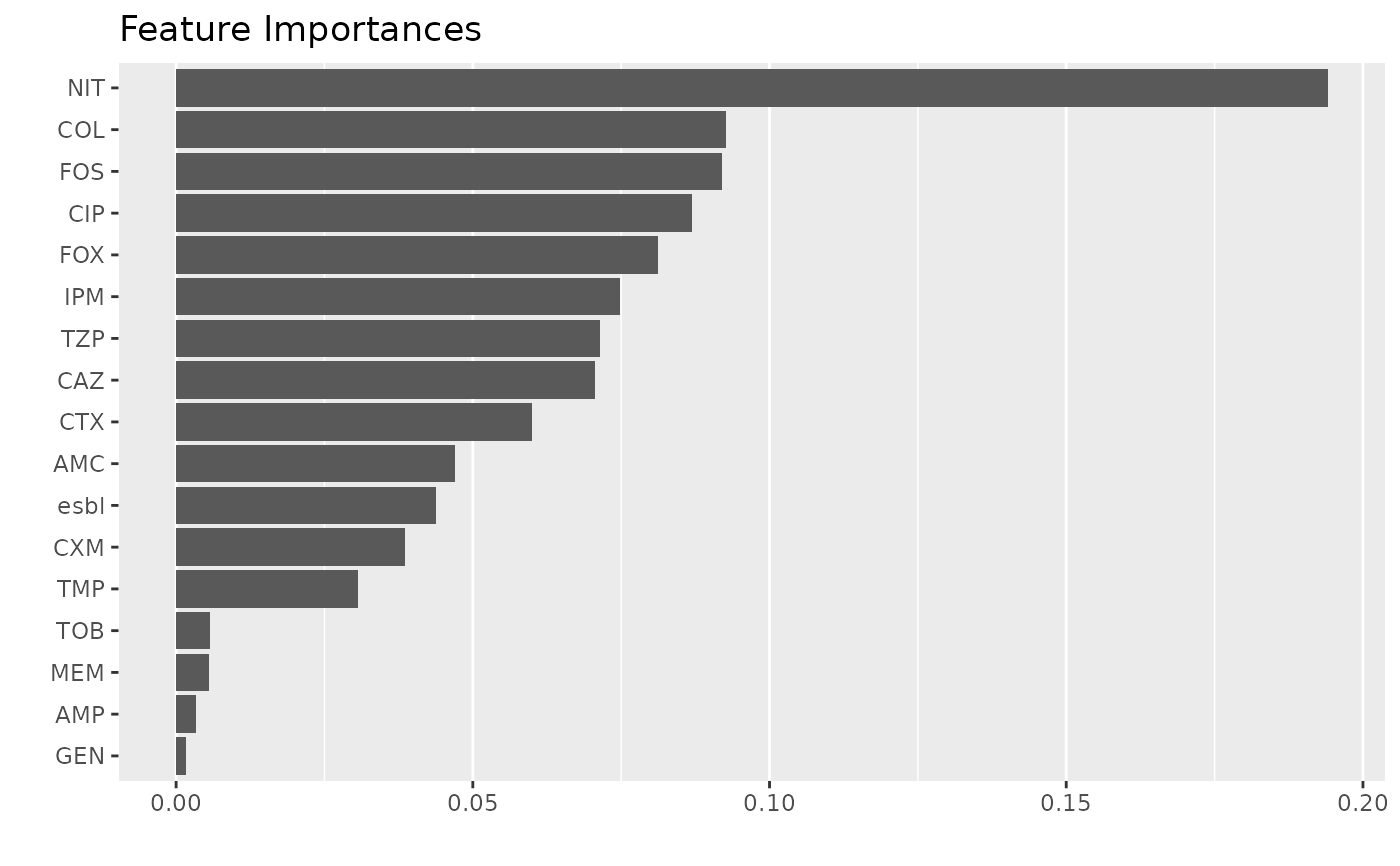 Feature Importances
NIT
COL
FOS
CIP
FOX
IPM
TZP
CAZ
CTX
AMC
esbl
CXM
TMP
TOB
MEM
AMP
GEN
0.00 0.05 0.10 0.15 0.20